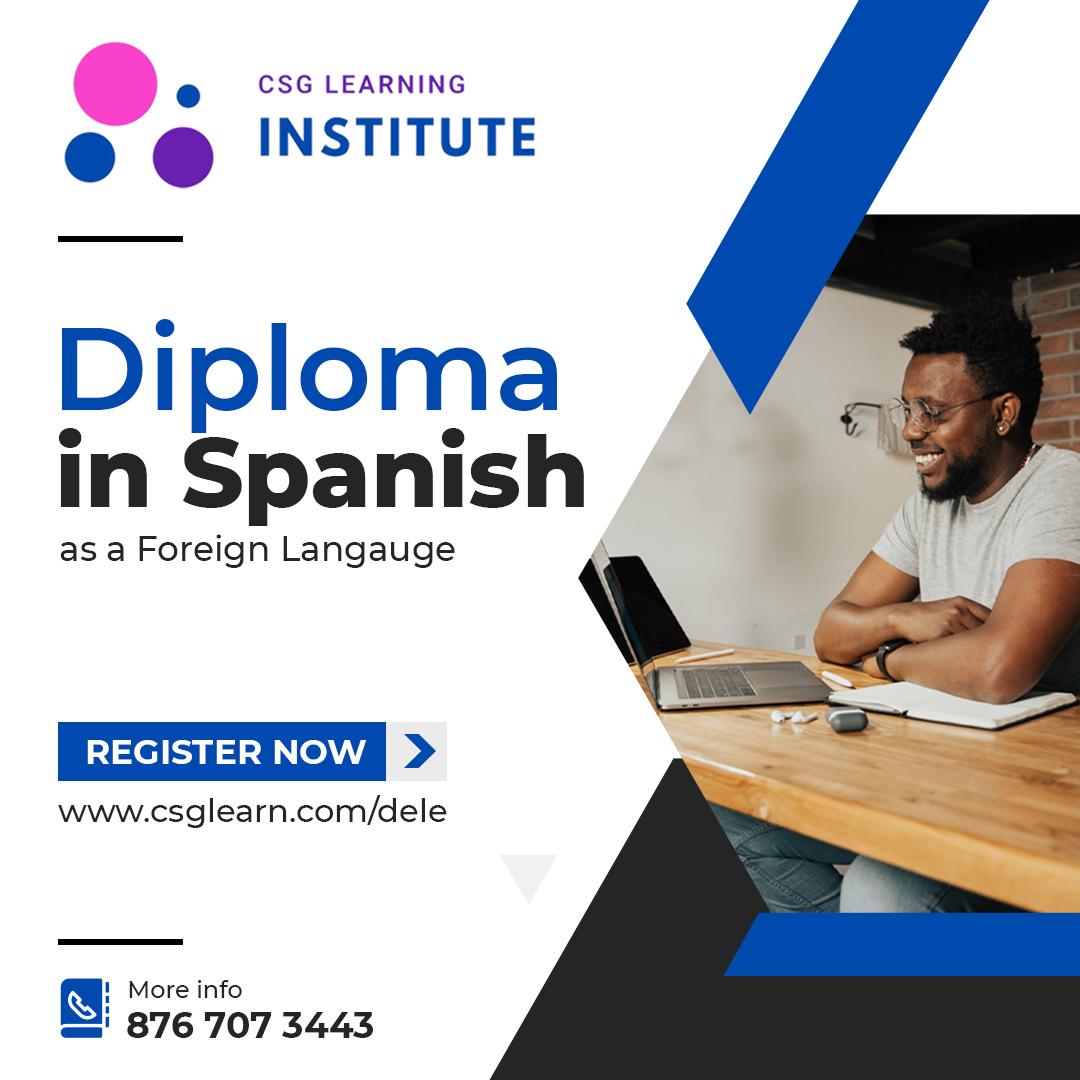 CSG LEARNING
INSTITUTE
Diploma
in Spanish
as a Foreign Langauge
REGISTER NOW
www.csglearn.com/dele
More info
876 707 3443